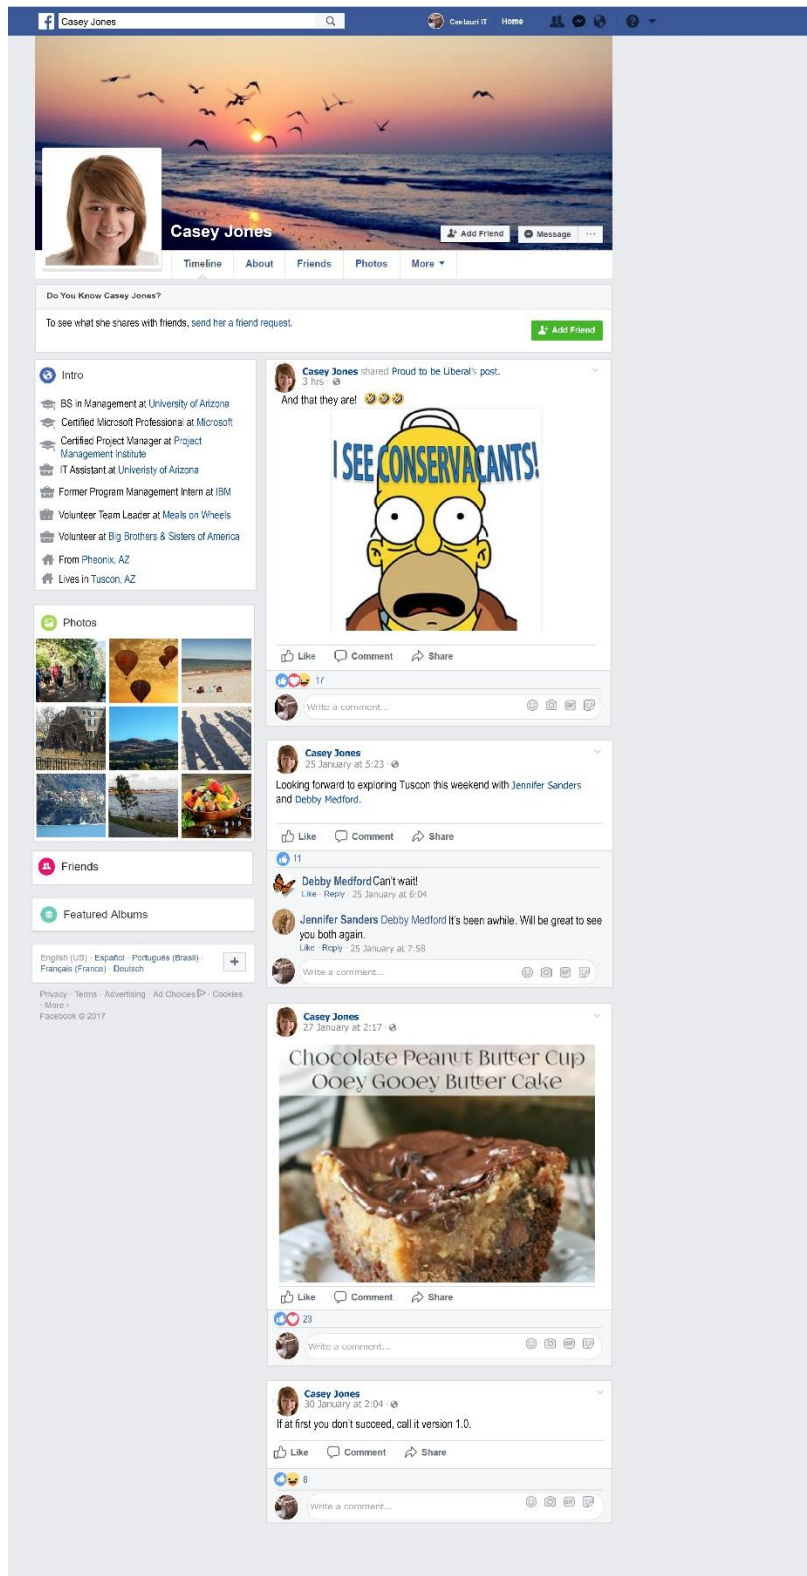 Casey Jones
Centauri IT Home
Casey Jones
Add Friend Message ...
Timeline About Friends Photos More
Do You Know Casey Jones?
To see what she shares with friends, send her a friend request.
Add Friend
Intro
BS in Management at University of Arizona
Certified Microsoft Professional at Microsoft
Certified Project Manager at Project
Management Institute
IT Assistant at Univeristy of Arizona
Former Program Management Intern at IBM
Volunteer Team Leader at Meals on Wheels
Volunteer at Big Brothers & Sisters of America
From Pheonix, AZ
Lives in Tuscon, AZ
Photos
Friends
Featured Albums
English (US) · Español · Português (Brasil) ·
Français (France) · Deutsch
+
Privacy · Terms · Advertising · Ad Choices · Cookies
· More
Facebook © 2017
Casey Jones shared Proud to be Liberal's post.
3 hrs ·
And that they are! 🤣🤣🤣
I SEE CONSERVACANTS!
Like Comment Share
17
Write a comment...
Casey Jones
25 January at 5:23 ·
Looking forward to exploring Tuscon this weekend with Jennifer Sanders
and Debby Medford.
Like Comment Share
11
Debby Medford Can't wait!
Like · Reply · 25 January at 6:04
Jennifer Sanders Debby Medford It's been awhile. Will be great to see
you both again.
Like · Reply · 25 January at 7:58
Write a comment...
Casey Jones
27 January at 2:17 ·
Chocolate Peanut Butter Cup
Ooey Gooey Butter Cake
Like Comment Share
23
Write a comment...
Casey Jones
30 January at 2:04 ·
If at first you don't succeed, call it version 1.0.
Like Comment Share
6
Write a comment...